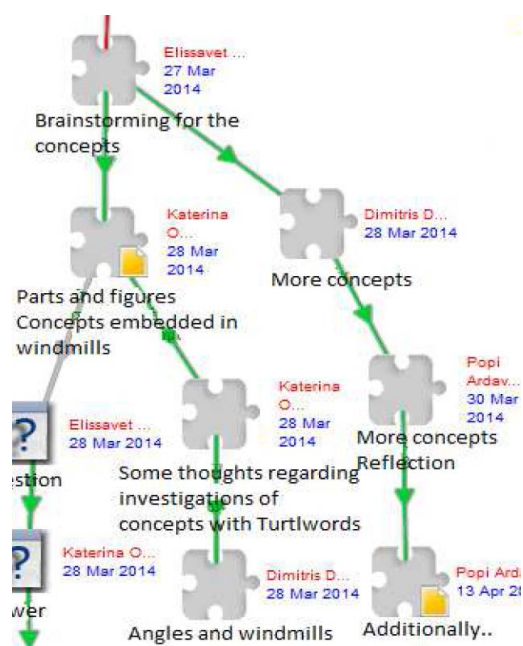 Elissavet ...
27 Mar
2014
Brainstorming for the
concepts
Katerina
O...
28 Mar
2014
Dimitris D...
28 Mar 2014
More concepts
Parts and figures
Concepts embedded in
windmills
Elissavet ...
28 Mar 2014
?
estion
Katerina
O...
28 Mar
2014
Some thoughts regarding
investigations of
concepts with Turtlwords
Popi
Ardav...
30 Mar
2014
More concepts
Reflection
Katerina O...
28 Mar 2014
?
wer
Dimitris D...
28 Mar 2014
Angles and windmills
Popi Arda
13 Apr 20
Additionally..